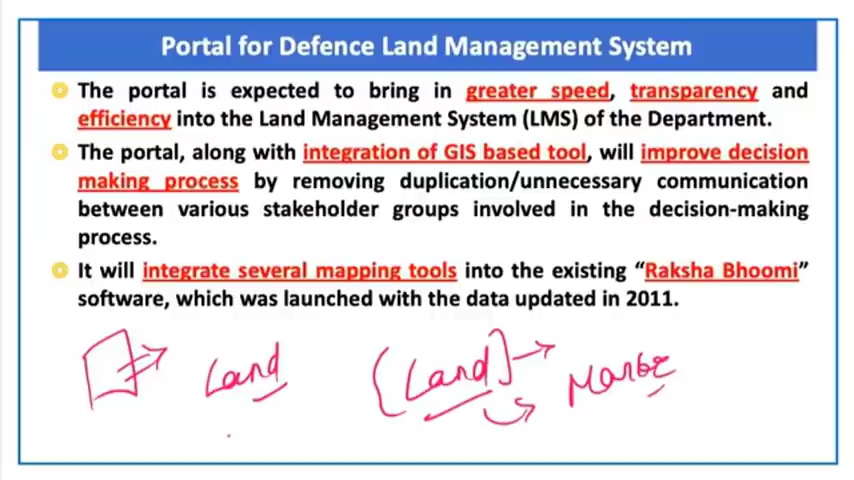 Portal for Defence Land Management System
The portal is expected to bring in greater speed, transparency and
efficiency into the Land Management System (LMS) of the Department.
The portal, along with integration of GIS based tool, will improve decision
making process by removing duplication/unnecessary communication
between various stakeholder groups involved in the decision-making
process.
It will integrate several mapping tools into the existing “Raksha Bhoomi”
software, which was launched with the data updated in 2011.
Land {Land}